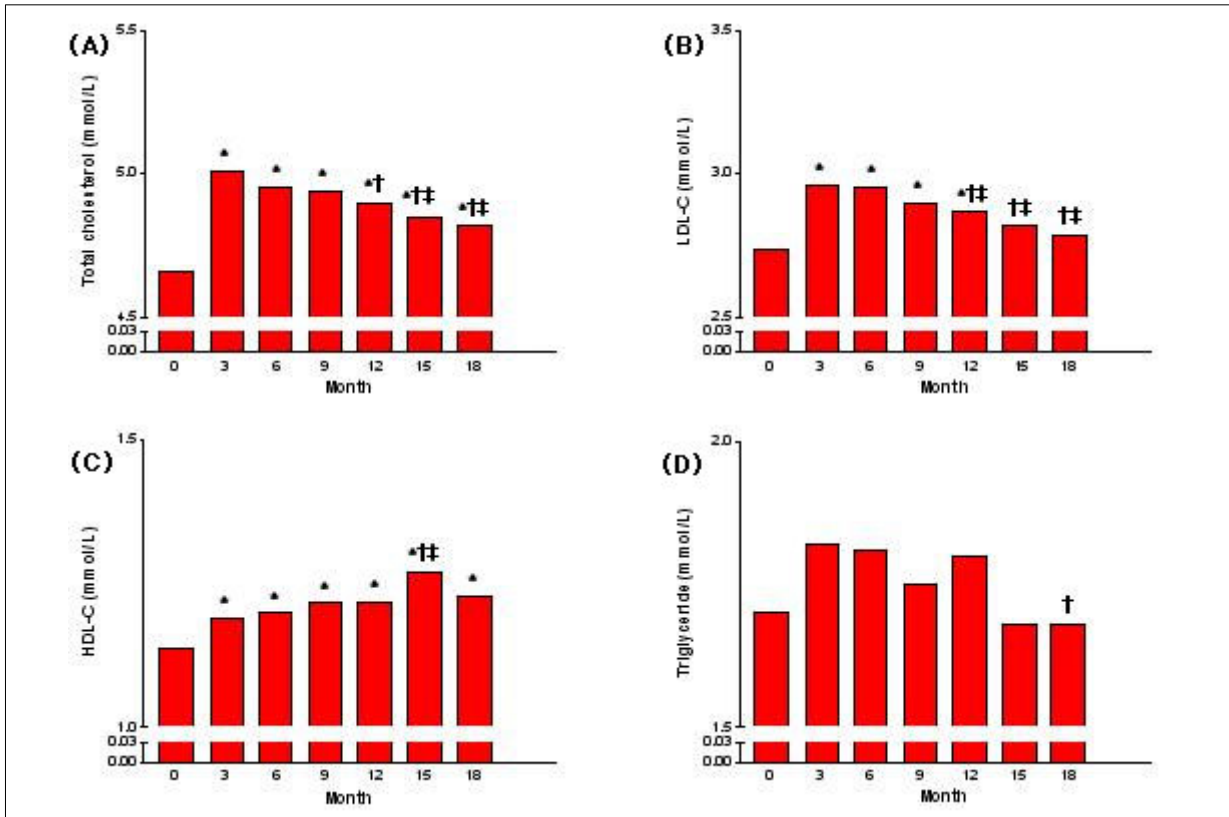 (A)
Total cholesterol (mmol/L)
5.5
5.0
4.5
0.03
0.00
* * * *† *†‡ *†‡
0 3 6 9 12 15 18
Month
(B)
LDL-C (mmol/L)
3.5
3.0
2.5
0.03
0.00
* * * *†‡ †‡ †‡
0 3 6 9 12 15 18
Month
(C)
HDL-C (mmol/L)
1.5
1.0
0.03
0.00
* * * * *†‡ *
0 3 6 9 12 15 18
Month
(D)
Triglyceride (mmol/L)
2.0
1.5
0.03
0.00
†
0 3 6 9 12 15 18
Month